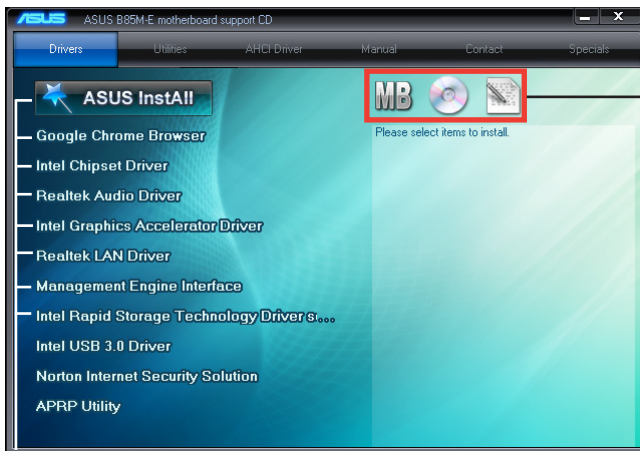 ASUS ASUS B85M-E motherboard support CD
Drivers Utilities AHCI Driver Manual Contact Specials
ASUS InstAll
MB
Please select items to install.
Google Chrome Browser
Intel Chipset Driver
Realtek Audio Driver
Intel Graphics Accelerator Driver
Realtek LAN Driver
Management Engine Interface
Intel Rapid Storage Technology Driver s...
Intel USB 3.0 Driver
Norton Internet Security Solution
APRP Utility